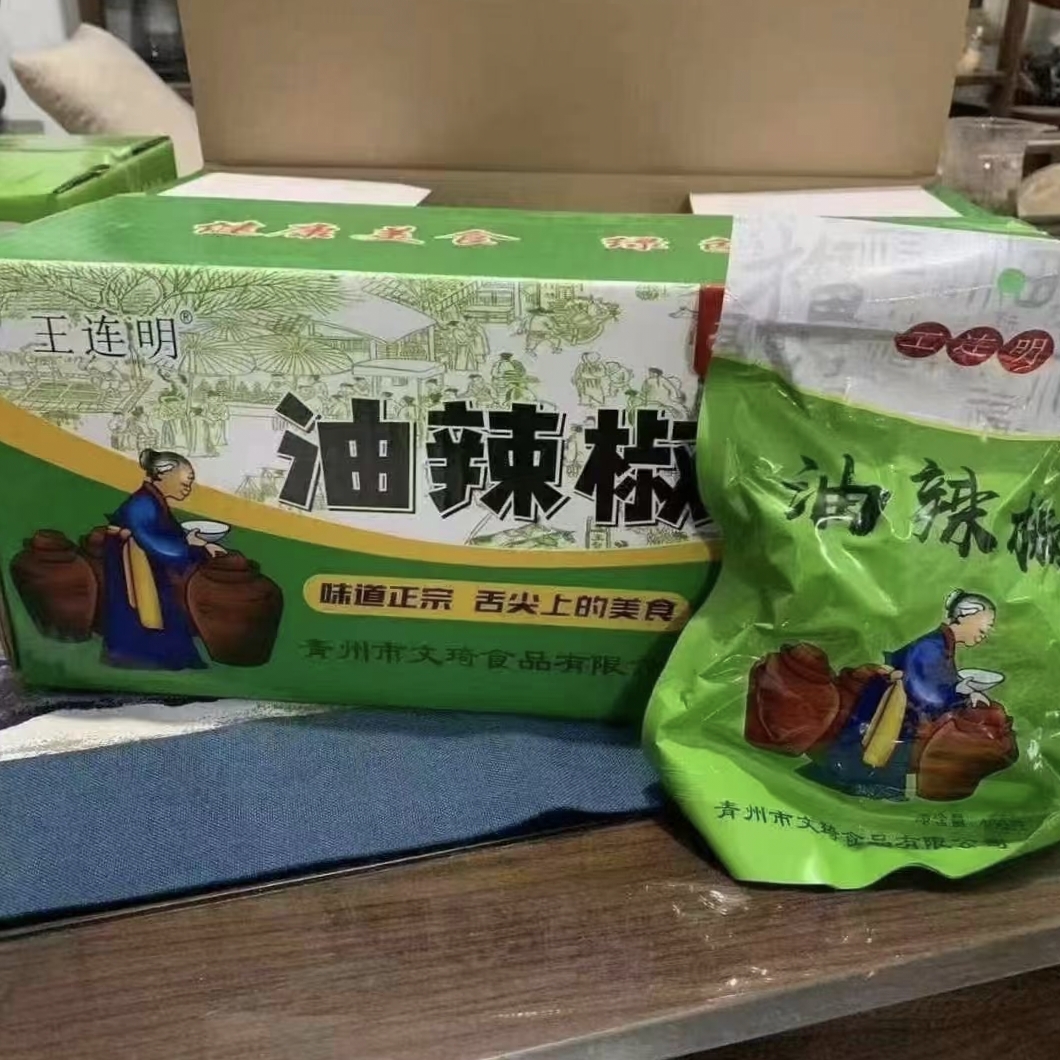 健康美食 绿
王连明®
油辣椒
味道正宗 舌尖上的美食
青州市文琦食品有限
王连明
油辣椒
青州市文琦食品有限公司